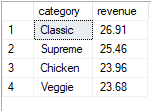 category revenue
1 Classic 26.91
2 Supreme 25.46
3 Chicken 23.96
4 Veggie 23.68